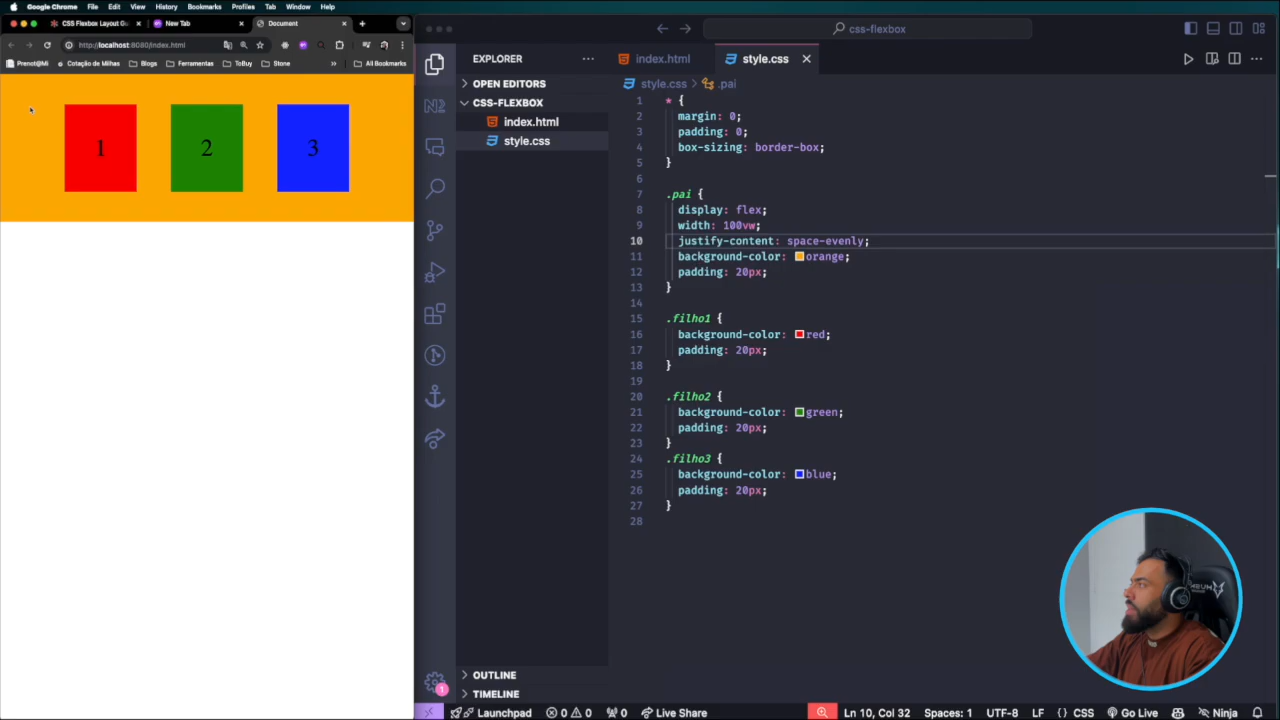 Google Chrome File Edit View History Bookmarks Profiles Tab Window Help
CSS Flexbox Layout Gu
New Tab
Document
http://localhost:8080/index.html
Prenot@Mi Cotação de Milhas Blogs Ferramentas ToBuy Stone » All Bookmarks
1 2 3
css-flexbox
EXPLORER
OPEN EDITORS
CSS-FLEXBOX
index.html
style.css
index.html style.css
style.css > .pai
1 * {
2 margin: 0;
3 padding: 0;
4 box-sizing: border-box;
5 }
6
7 .pai {
8 display: flex;
9 width: 100vw;
10 justify-content: space-evenly;
11 background-color: orange;
12 padding: 20px;
13 }
14
15 .filho1 {
16 background-color: red;
17 padding: 20px;
18 }
19
20 .filho2 {
21 background-color: green;
22 padding: 20px;
23 }
24 .filho3 {
25 background-color: blue;
26 padding: 20px;
27 }
28
OUTLINE
TIMELINE
1
Launchpad 0 0 0 Live Share Ln 10, Col 32 Spaces: 1 UTF-8 LF {} CSS Go Live Ninja